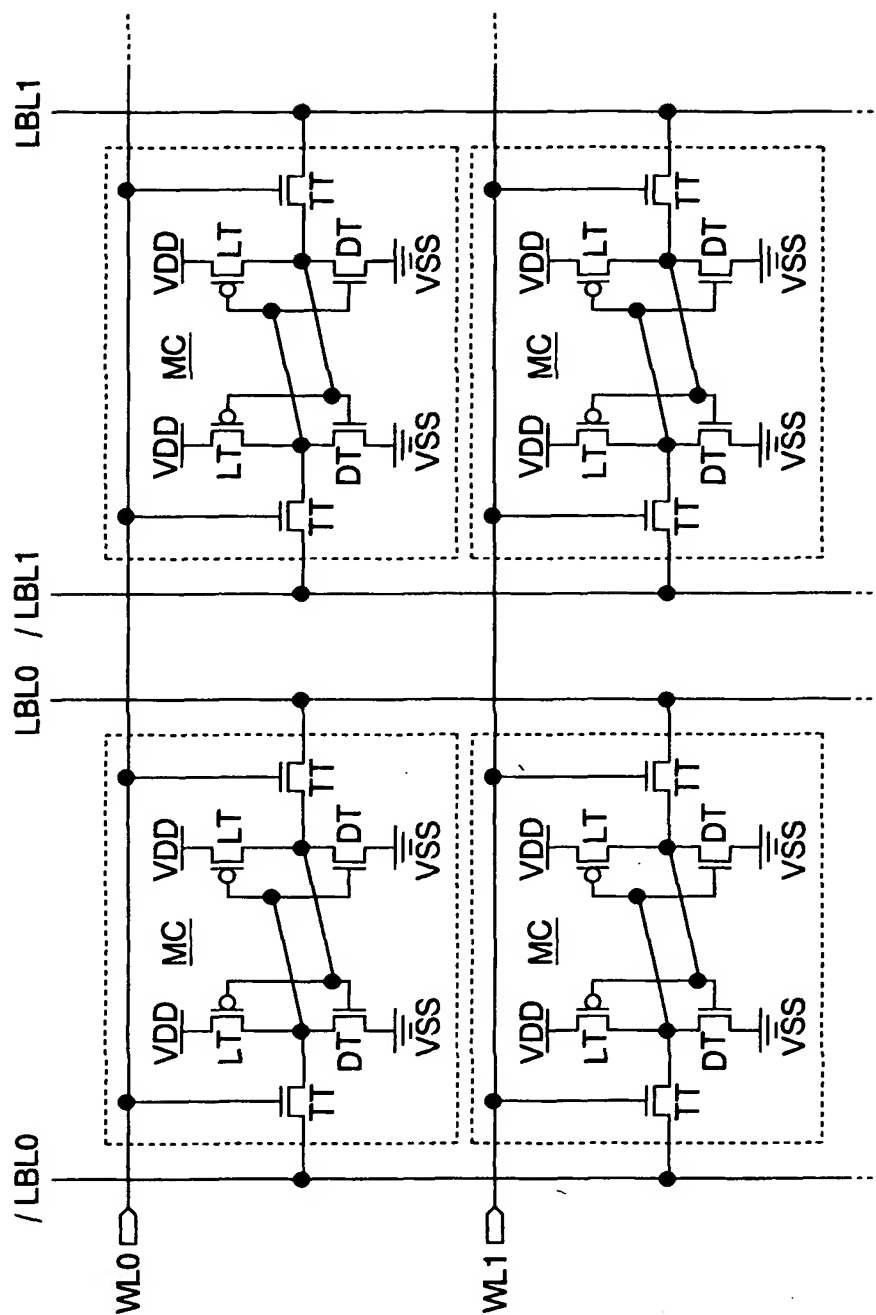 / LBL0 LBL0 / LBL1 LBL1
WL0
VDD VDD VDD VDD
LT MC LT LT MC LT
TT TT TT TT
DT DT DT DT
VSS VSS VSS VSS
WL1
VDD VDD VDD VDD
LT MC LT LT MC LT
TT TT TT TT
DT DT DT DT
VSS VSS VSS VSS